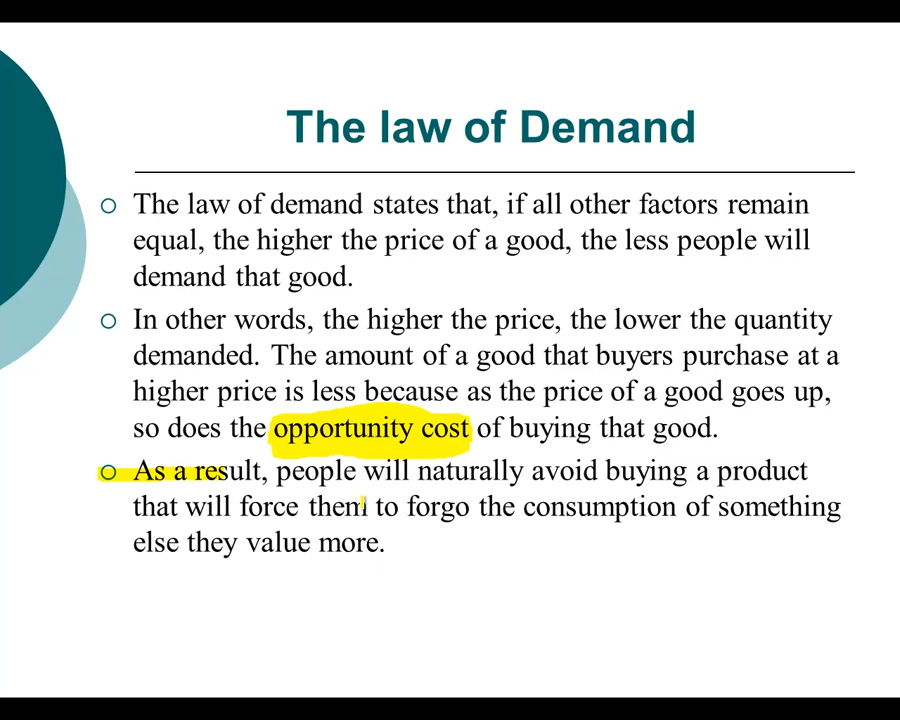 The law of Demand
The law of demand states that, if all other factors remain
equal, the higher the price of a good, the less people will
demand that good.
In other words, the higher the price, the lower the quantity
demanded. The amount of a good that buyers purchase at a
higher price is less because as the price of a good goes up,
so does the opportunity cost of buying that good.
As a result, people will naturally avoid buying a product
that will force them to forgo the consumption of something
else they value more.